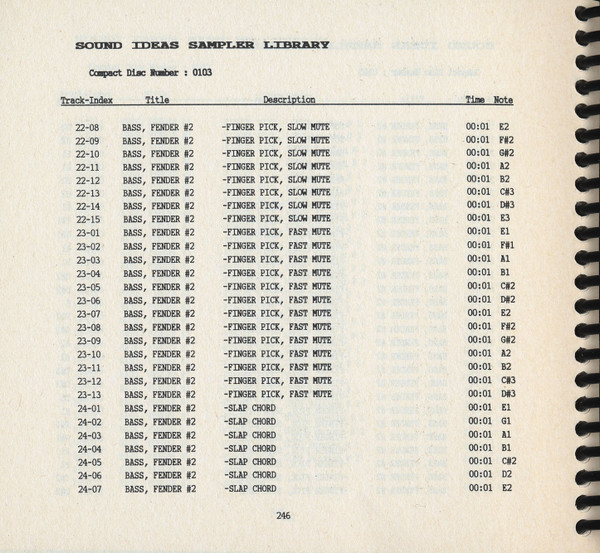 SOUND IDEAS SAMPLER LIBRARY
Compact Disc Number : 0103
Track-Index Title Description Time Note
22-08 BASS, FENDER #2 -FINGER PICK, SLOW MUTE 00:01 E2
22-09 BASS, FENDER #2 -FINGER PICK, SLOW MUTE 00:01 F#2
22-10 BASS, FENDER #2 -FINGER PICK, SLOW MUTE 00:01 G#2
22-11 BASS, FENDER #2 -FINGER PICK, SLOW MUTE 00:01 A2
22-12 BASS, FENDER #2 -FINGER PICK, SLOW MUTE 00:01 B2
22-13 BASS, FENDER #2 -FINGER PICK, SLOW MUTE 00:01 C#3
22-14 BASS, FENDER #2 -FINGER PICK, SLOW MUTE 00:01 D#3
22-15 BASS, FENDER #2 -FINGER PICK, SLOW MUTE 00:01 E3
23-01 BASS, FENDER #2 -FINGER PICK, FAST MUTE 00:01 E1
23-02 BASS, FENDER #2 -FINGER PICK, FAST MUTE 00:01 F#1
23-03 BASS, FENDER #2 -FINGER PICK, FAST MUTE 00:01 A1
23-04 BASS, FENDER #2 -FINGER PICK, FAST MUTE 00:01 B1
23-05 BASS, FENDER #2 -FINGER PICK, FAST MUTE 00:01 C#2
23-06 BASS, FENDER #2 -FINGER PICK, FAST MUTE 00:01 D#2
23-07 BASS, FENDER #2 -FINGER PICK, FAST MUTE 00:01 E2
23-08 BASS, FENDER #2 -FINGER PICK, FAST MUTE 00:01 F#2
23-09 BASS, FENDER #2 -FINGER PICK, FAST MUTE 00:01 G#2
23-10 BASS, FENDER #2 -FINGER PICK, FAST MUTE 00:01 A2
23-11 BASS, FENDER #2 -FINGER PICK, FAST MUTE 00:01 B2
23-12 BASS, FENDER #2 -FINGER PICK, FAST MUTE 00:01 C#3
23-13 BASS, FENDER #2 -FINGER PICK, FAST MUTE 00:01 D#3
24-01 BASS, FENDER #2 -SLAP CHORD 00:01 E1
24-02 BASS, FENDER #2 -SLAP CHORD 00:01 G1
24-03 BASS, FENDER #2 -SLAP CHORD 00:01 A1
24-04 BASS, FENDER #2 -SLAP CHORD 00:01 B1
24-05 BASS, FENDER #2 -SLAP CHORD 00:01 C#2
24-06 BASS, FENDER #2 -SLAP CHORD 00:01 D2
24-07 BASS, FENDER #2 -SLAP CHORD 00:01 E2
246